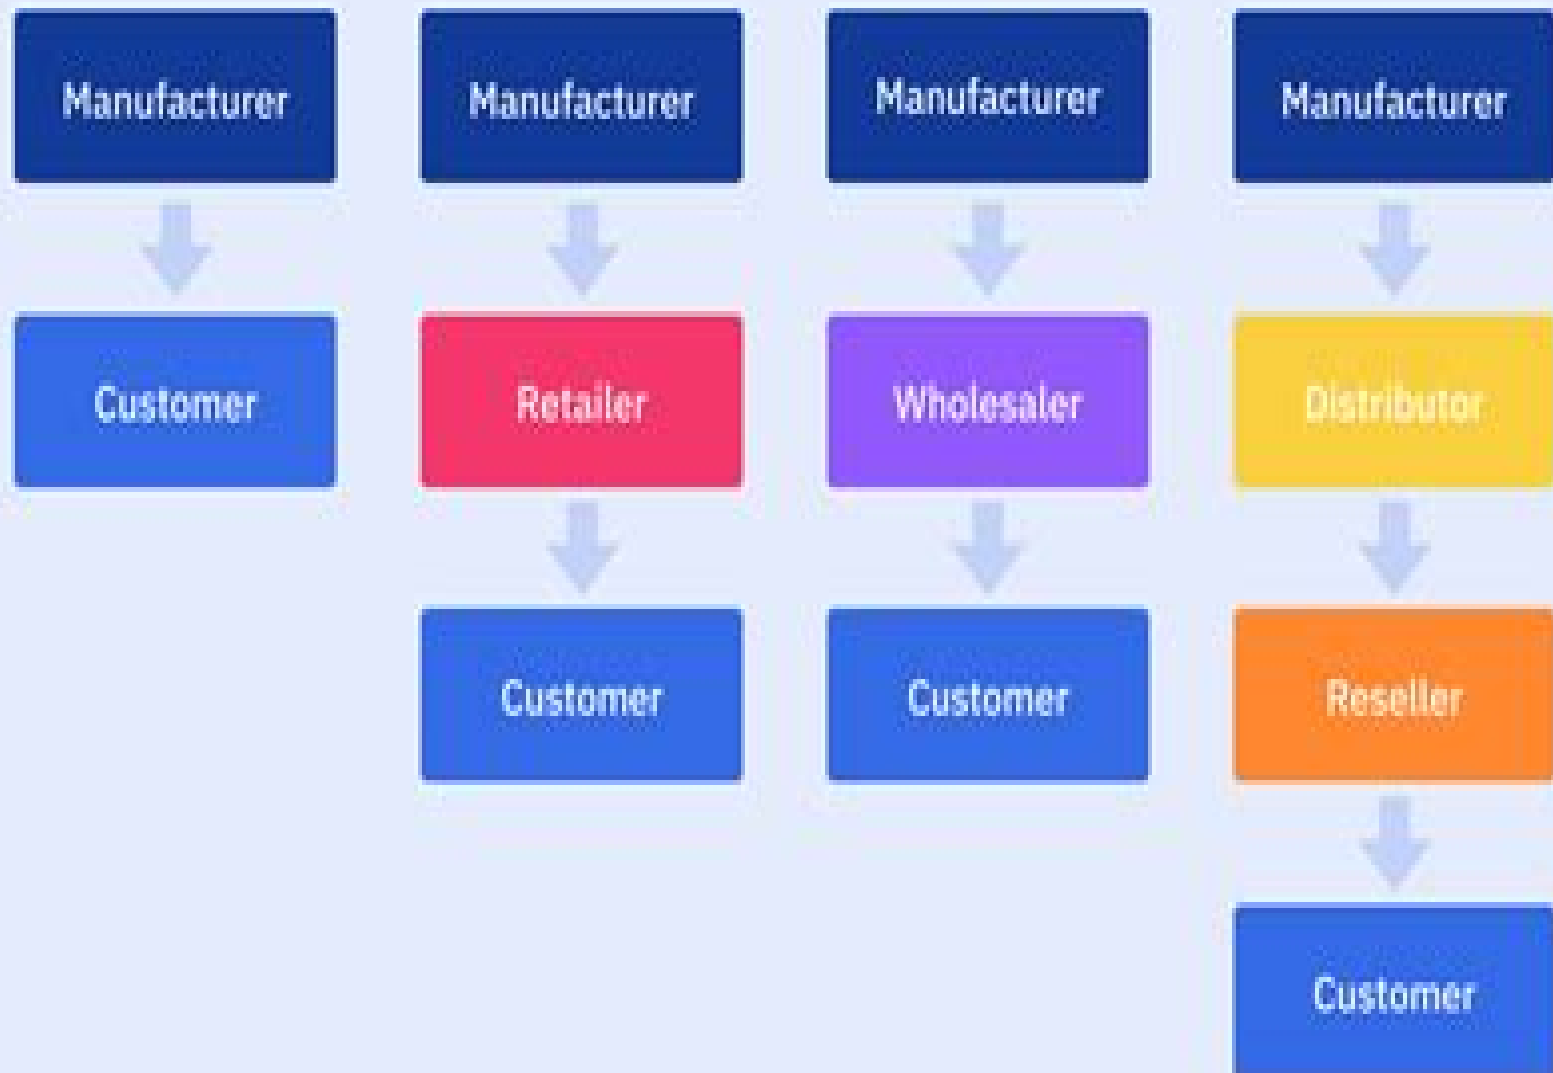 Manufacturer
Manufacturer
Manufacturer
Manufacturer
Customer
Retailer
Wholesaler
Distributor
Customer
Customer
Reseller
Customer